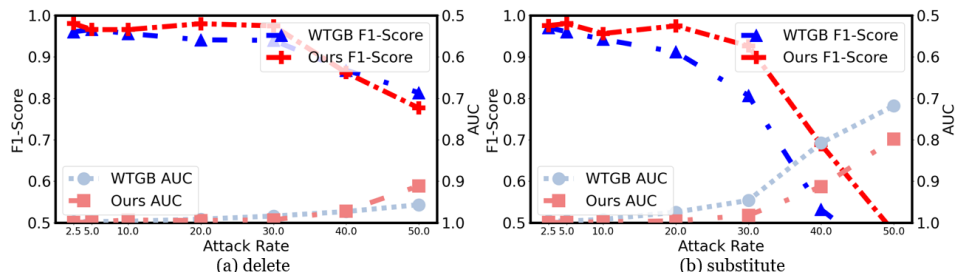 1.0
0.9
0.8
0.7
0.6
0.5
F1-Score
WTGB F1-Score
Ours F1-Score
WTGB AUC
Ours AUC
0.5
0.6
0.7
0.8
0.9
1.0
AUC
2.5 5.0 10.0 20.0 30.0 40.0 50.0
Attack Rate
(a) delete
1.0
0.9
0.8
0.7
0.6
0.5
F1-Score
WTGB F1-Score
Ours F1-Score
WTGB AUC
Ours AUC
0.5
0.6
0.7
0.8
0.9
1.0
AUC
2.5 5.0 10.0 20.0 30.0 40.0 50.0
Attack Rate
(b) substitute